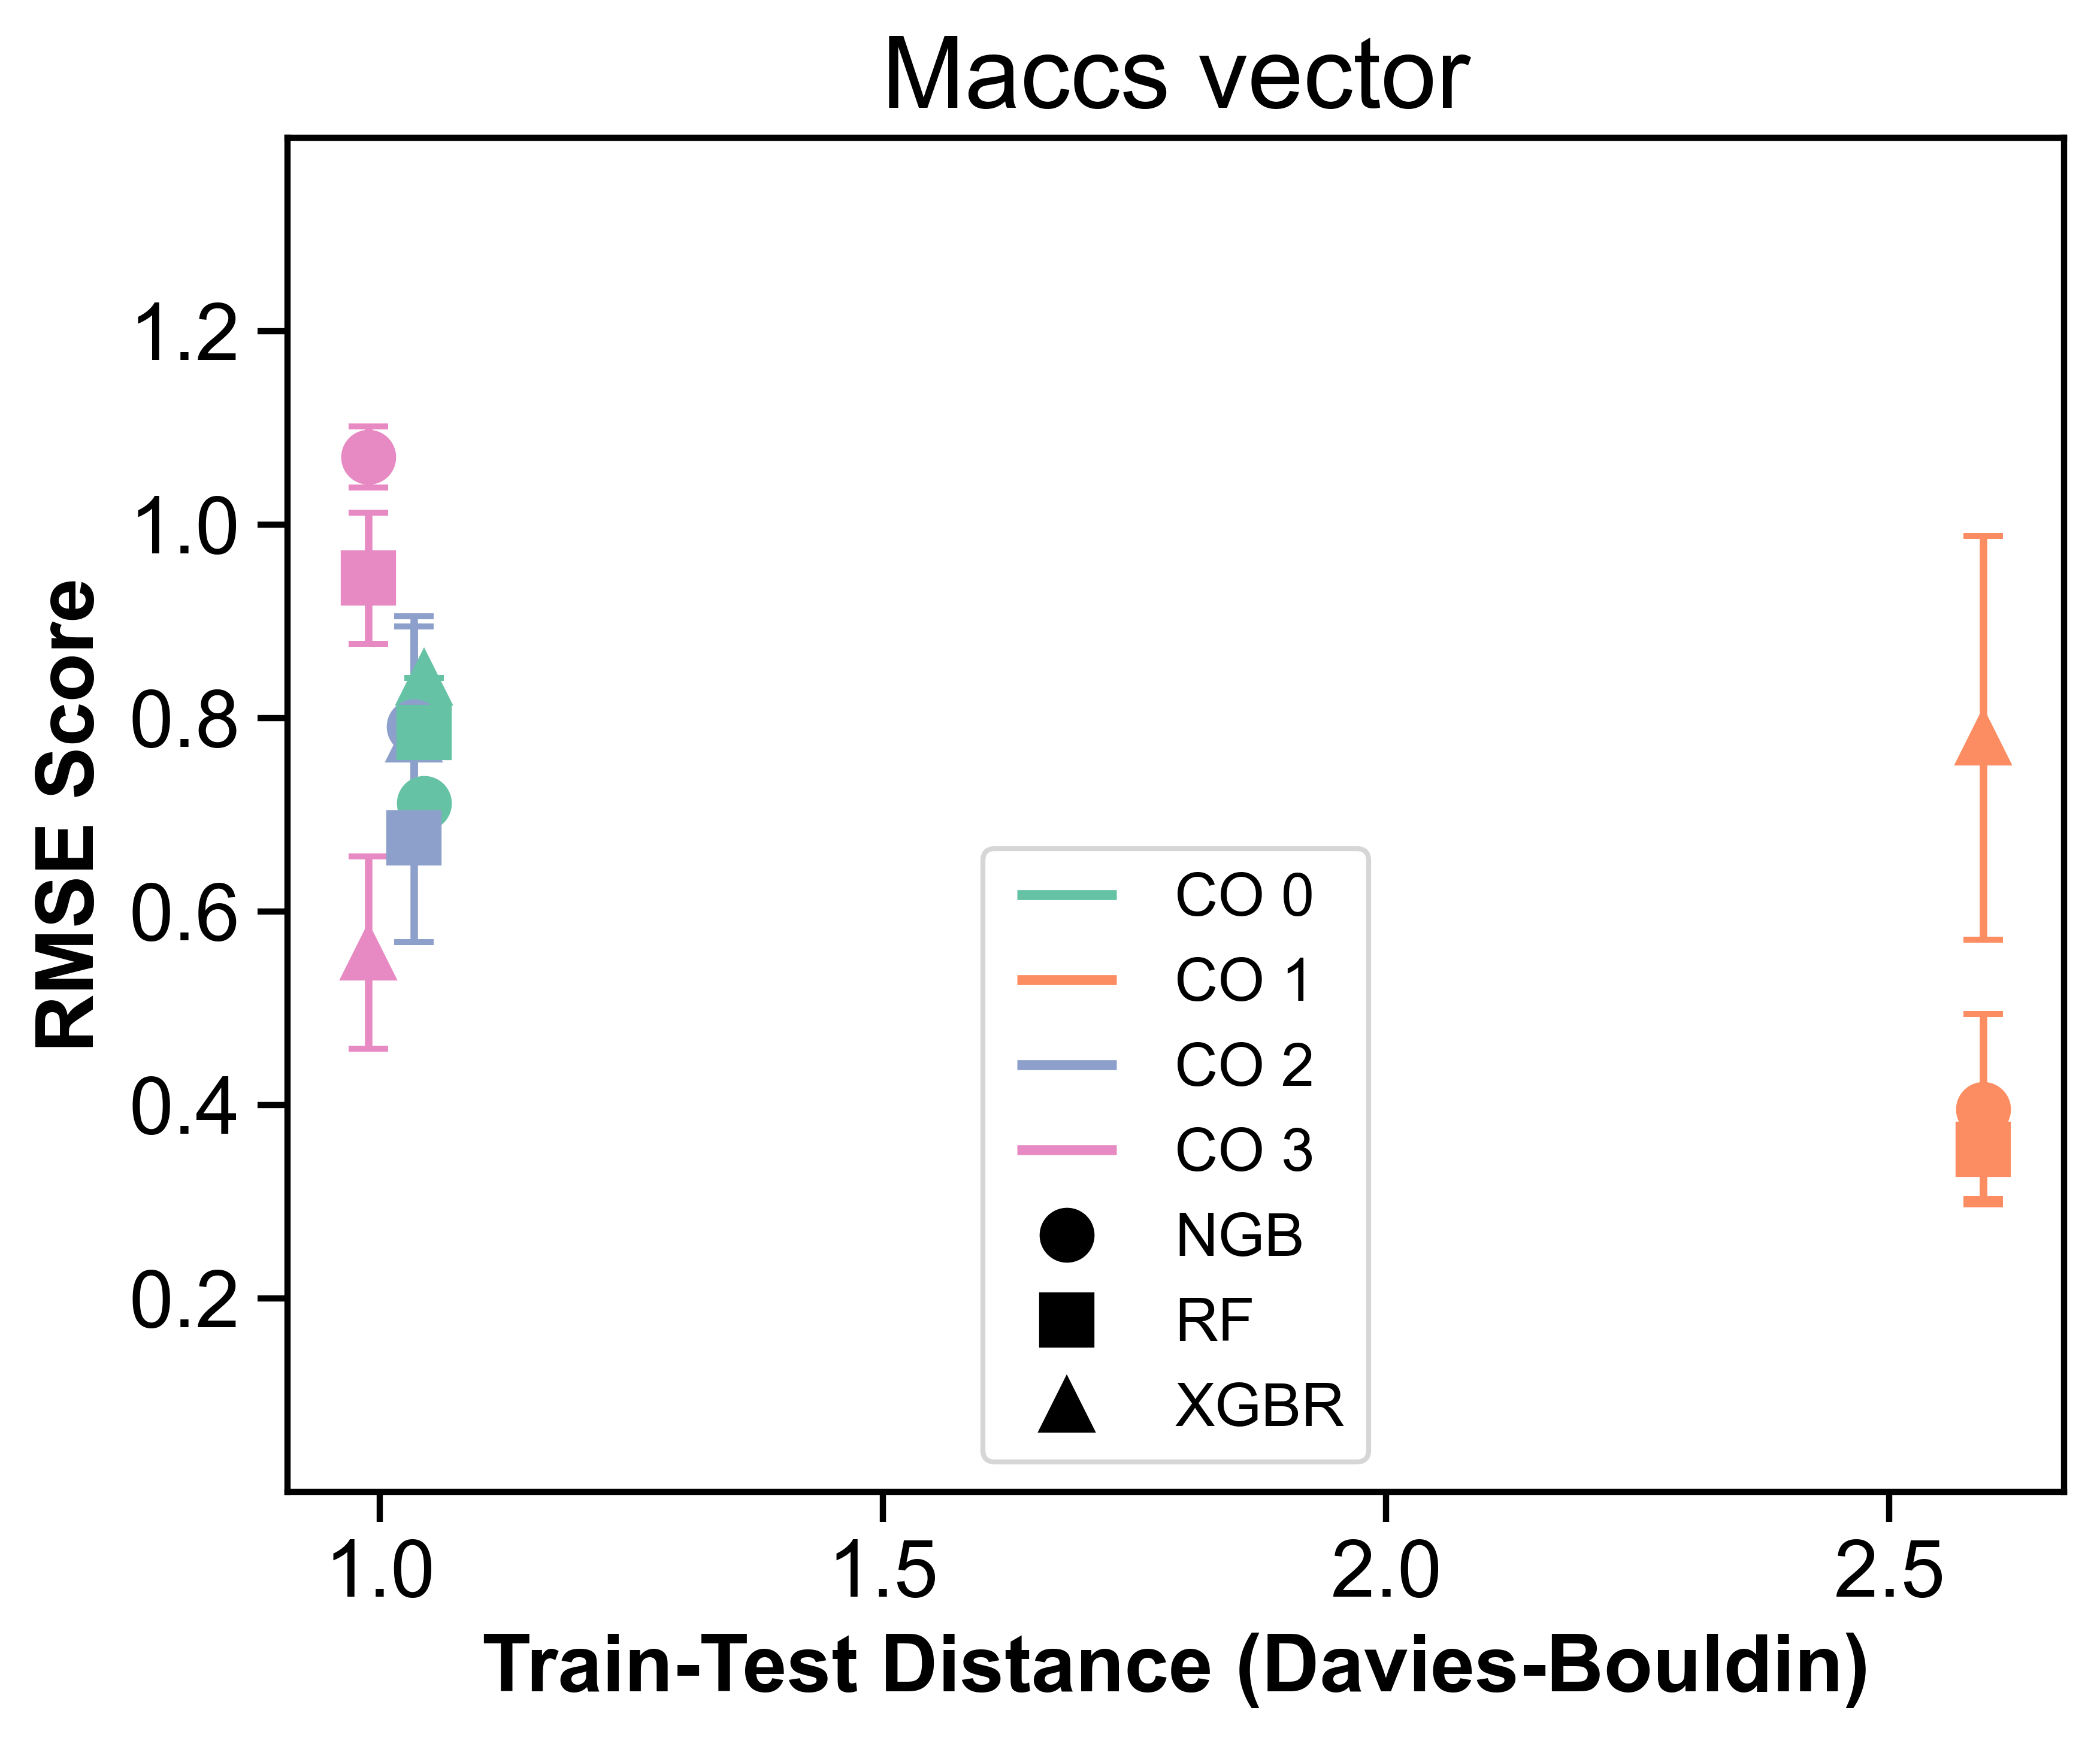 Maccs vector
RMSE Score
1.2
1.0
0.8
0.6
0.4
0.2
CO 0
CO 1
CO 2
CO 3
NGB
RF
XGBR
1.0 1.5 2.0 2.5
Train-Test Distance (Davies-Bouldin)